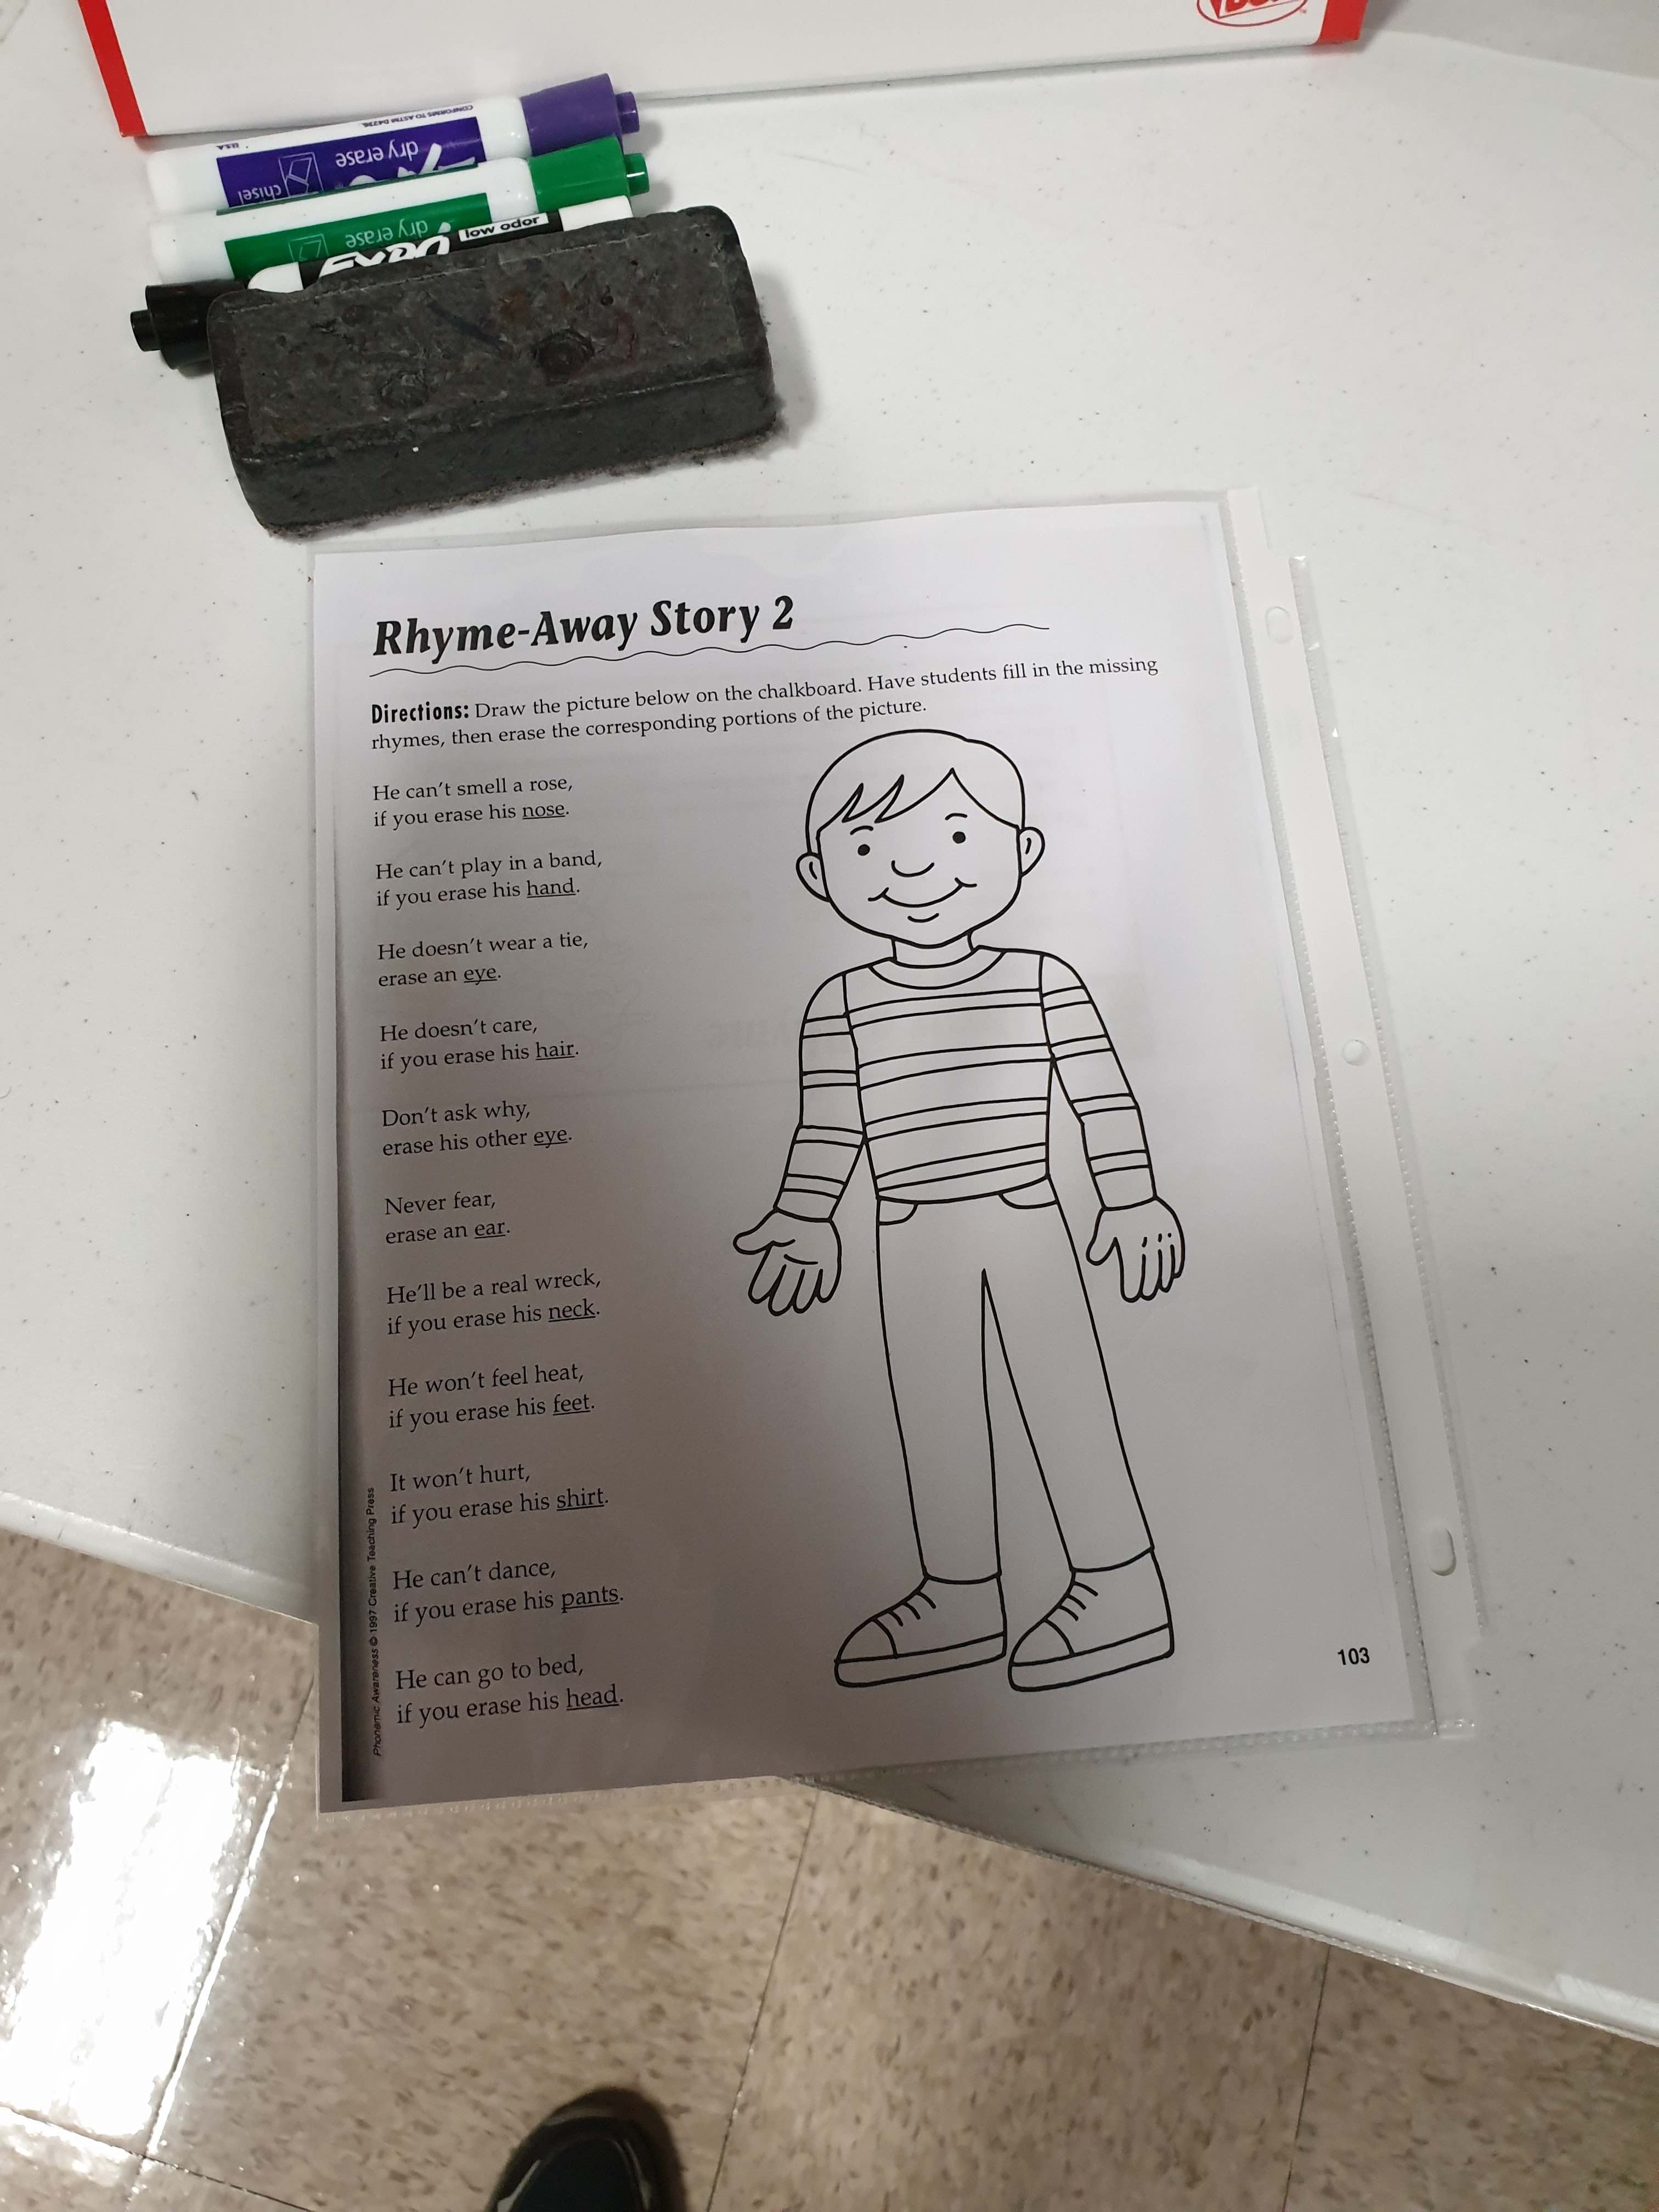 CONFORMS TO ASTM D4236
USA
dry erase
chisel
dry erase
EXPO
low odor
Rhyme-Away Story 2
Directions: Draw the picture below on the chalkboard. Have students fill in the missing
rhymes, then erase the corresponding portions of the picture.
He can't smell a rose,
if you erase his nose.
He can't play in a band,
if you erase his hand.
He doesn't wear a tie,
erase an eye.
He doesn't care,
if you erase his hair.
Don't ask why,
erase his other eye.
Never fear,
erase an ear.
He'll be a real wreck,
if you erase his neck.
He won't feel heat,
if you erase his feet.
It won't hurt,
if you erase his shirt.
He can't dance,
if you erase his pants.
He can go to bed,
if you erase his head.
Phonemic Awareness © 1997 Creative Teaching Press
103